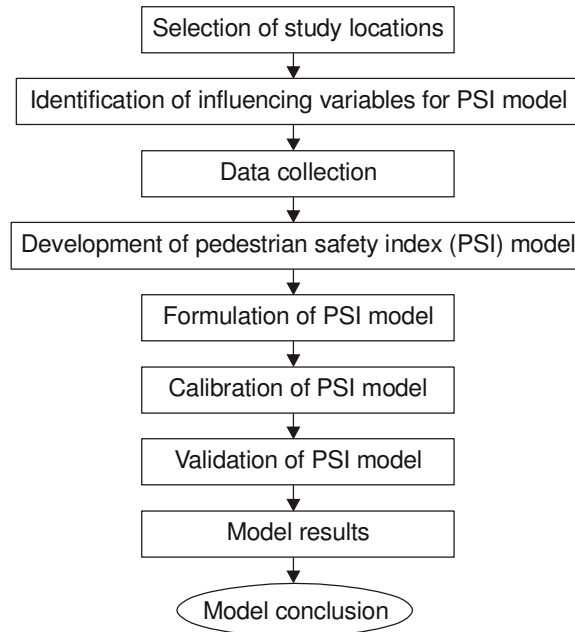 Selection of study locations
Identification of influencing variables for PSI model
Data collection
Development of pedestrian safety index (PSI) model
Formulation of PSI model
Calibration of PSI model
Validation of PSI model
Model results
Model conclusion